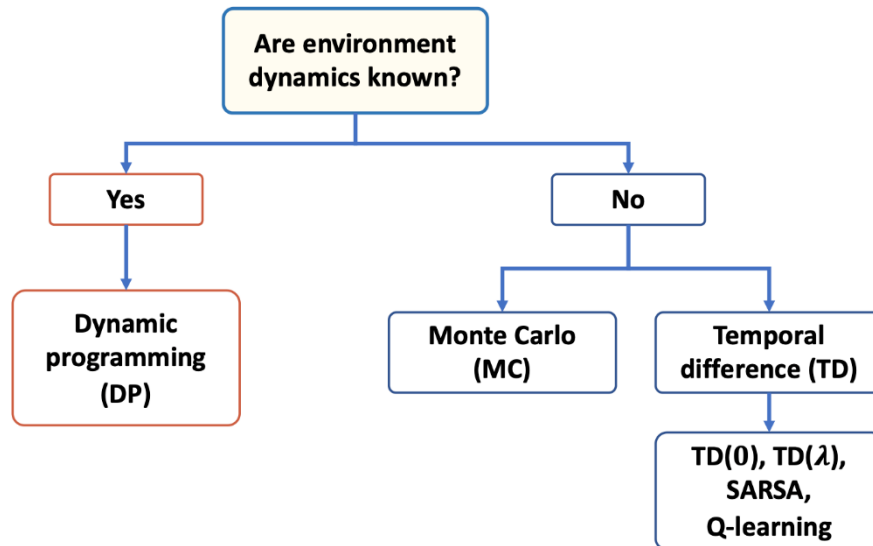 Are environment
dynamics known?
Yes
No
Dynamic
programming
(DP)
Monte Carlo
(MC)
Temporal
difference (TD)
TD(0), TD(λ),
SARSA,
Q-learning